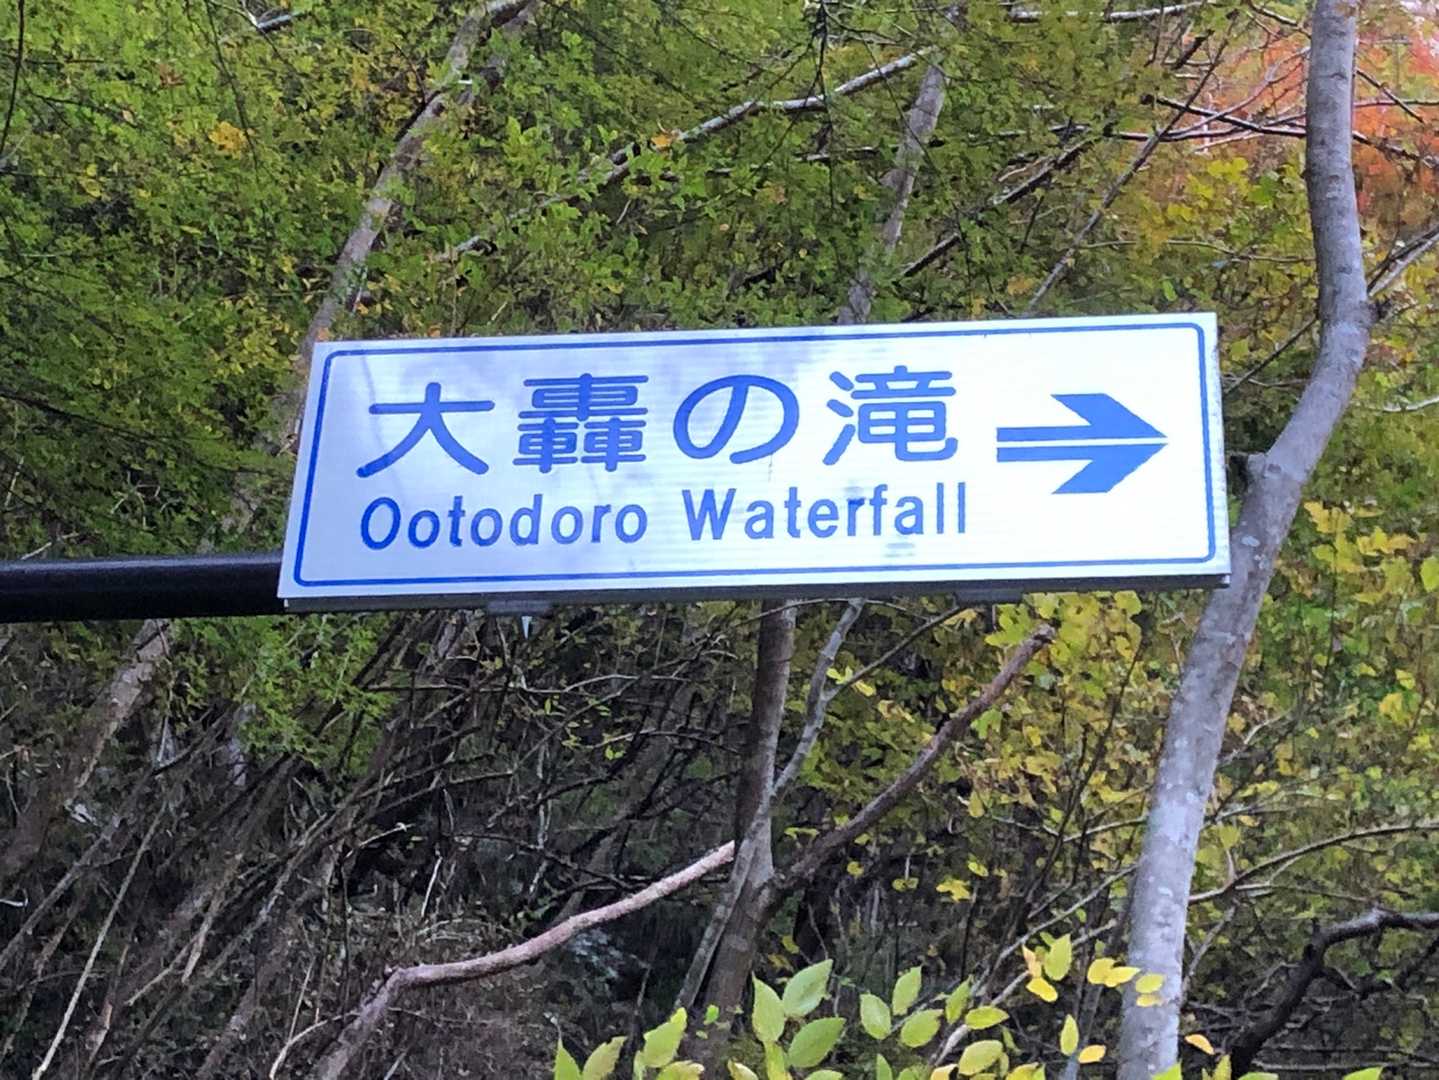 大轟の滝
Ootodoro Waterfall